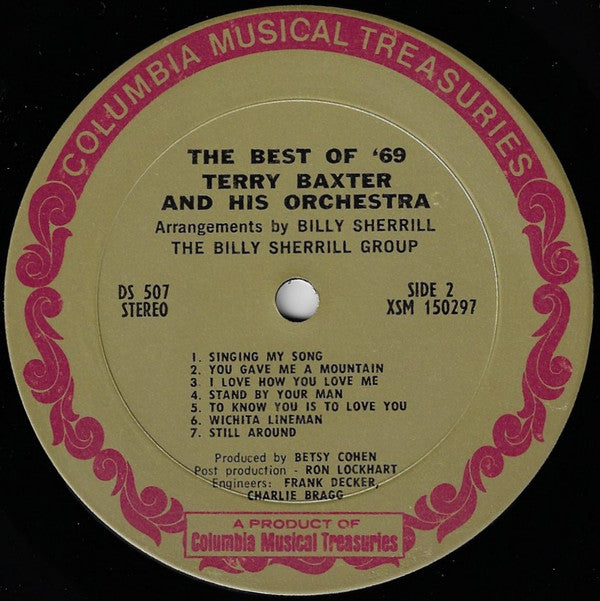 COLUMBIA MUSICAL TREASURIES
THE BEST OF '69
TERRY BAXTER
AND HIS ORCHESTRA
Arrangements by BILLY SHERRILL
THE BILLY SHERRILL GROUP
DS 507
STEREO
SIDE 2
XSM 150297
1. SINGING MY SONG
2. YOU GAVE ME A MOUNTAIN
3. I LOVE HOW YOU LOVE ME
4. STAND BY YOUR MAN
5. TO KNOW YOU IS TO LOVE YOU
6. WICHITA LINEMAN
7. STILL AROUND
Produced by BETSY COHEN
Post production - RON LOCKHART
Engineers: FRANK DECKER,
CHARLIE BRAGG
A PRODUCT OF
Columbia Musical Treasuries